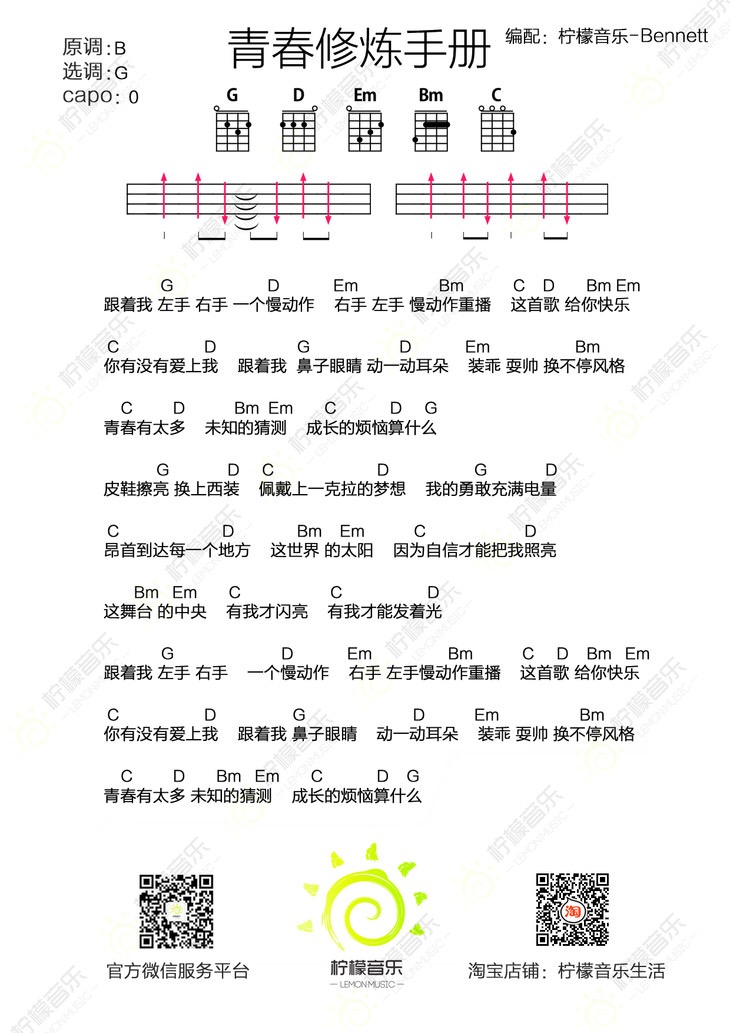 青春修炼手册
编配：柠檬音乐-Bennett
原调：B
选调：G
capo：0
G D Em Bm C
G D Em Bm C D Bm Em
跟着我 左手 右手 一个慢动作 右手 左手 慢动作重播 这首歌 给你快乐
C D G D Em Bm
你有没有爱上我 跟着我 鼻子眼睛 动一动耳朵 装乖 耍帅 换不停风格
C D Bm Em C D G
青春有太多 未知的猜测 成长的烦恼算什么
G D C D G D
皮鞋擦亮 换上西装 佩戴上一克拉的梦想 我的勇敢充满电量
C D Bm Em C D
昂首到达每一个地方 这世界 的太阳 因为自信才能把我照亮
Bm Em C C D
这舞台 的中央 有我才闪亮 有我才能发着光
G D Em Bm C D Bm Em
跟着我 左手 右手 一个慢动作 右手 左手慢动作重播 这首歌 给你快乐
C D G D Em Bm
你有没有爱上我 跟着我 鼻子眼睛 动一动耳朵 装乖 耍帅 换不停风格
C D Bm Em C D G
青春有太多 未知的猜测 成长的烦恼算什么
官方微信服务平台
柠檬音乐
LEMON MUSIC
淘
淘宝店铺：柠檬音乐生活